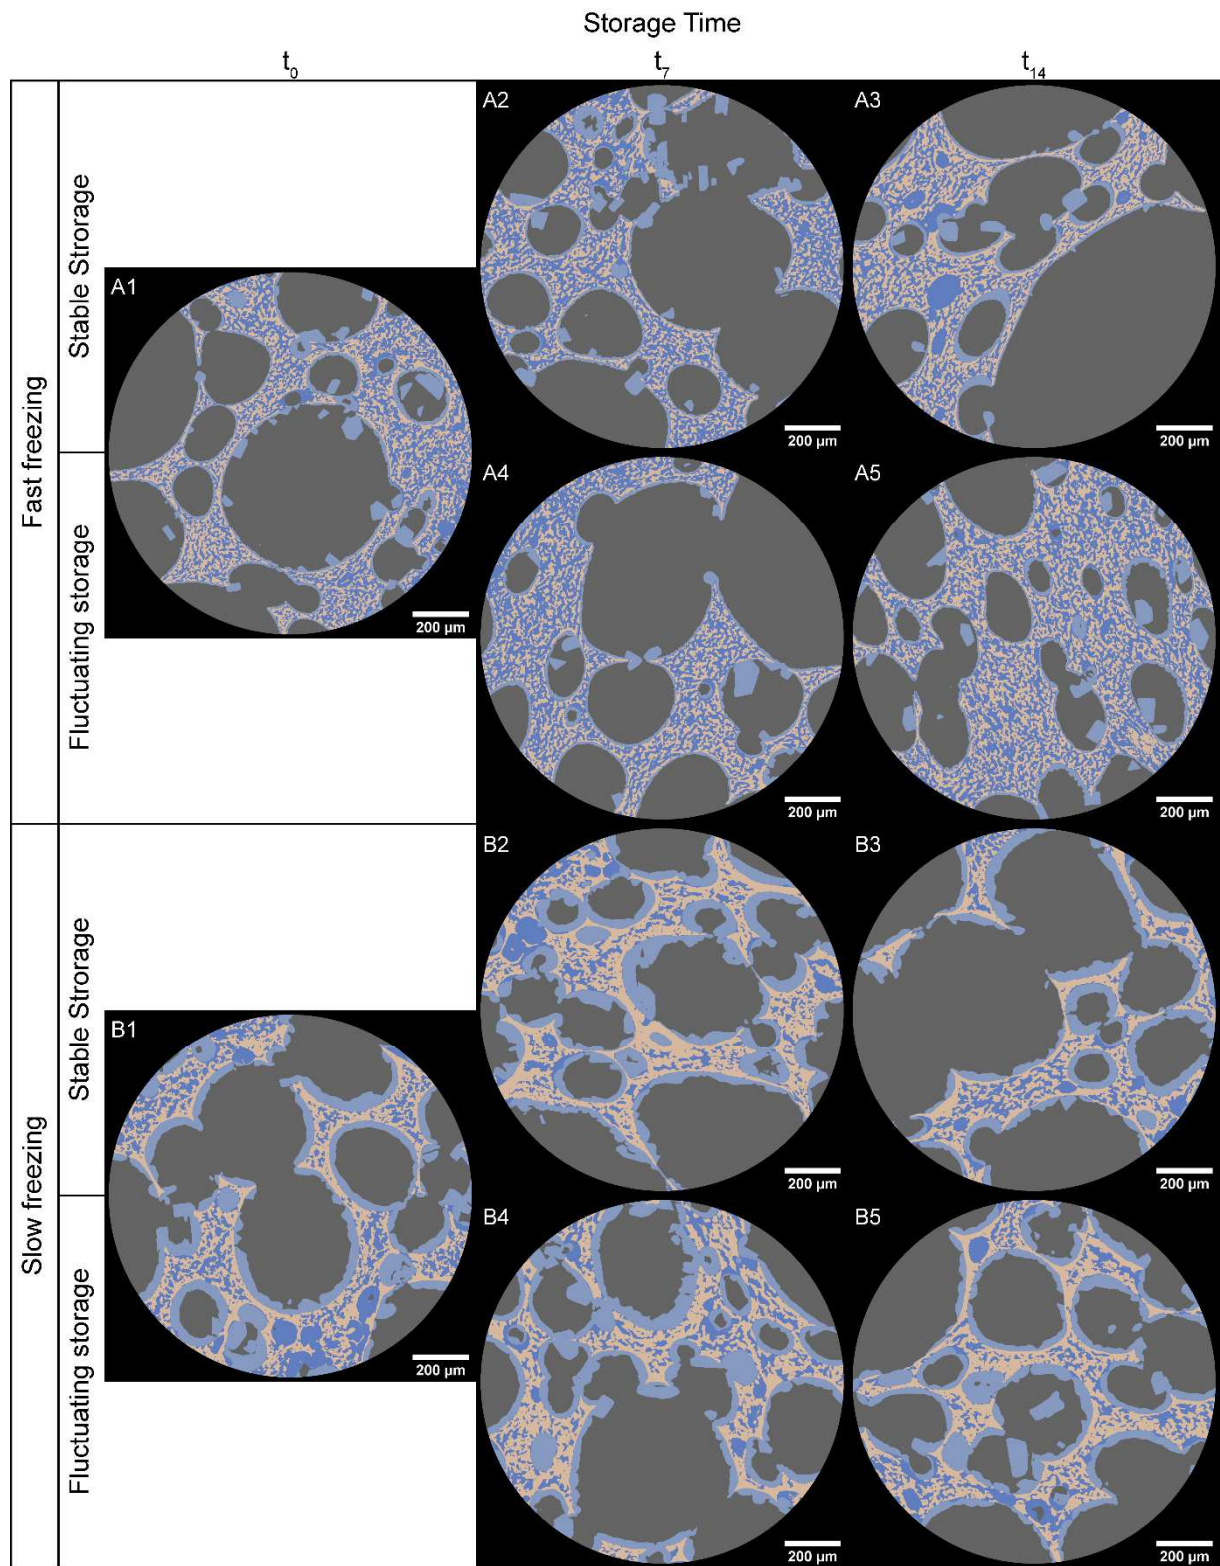 Storage Time
t0
t7
t14
Fast freezing
Stable Strorage
Fluctuating storage
A1
200 µm
A2
200 µm
A3
200 µm
A4
200 µm
A5
200 µm
Slow freezing
Stable Strorage
Fluctuating storage
B1
200 µm
B2
200 µm
B3
200 µm
B4
200 µm
B5
200 µm